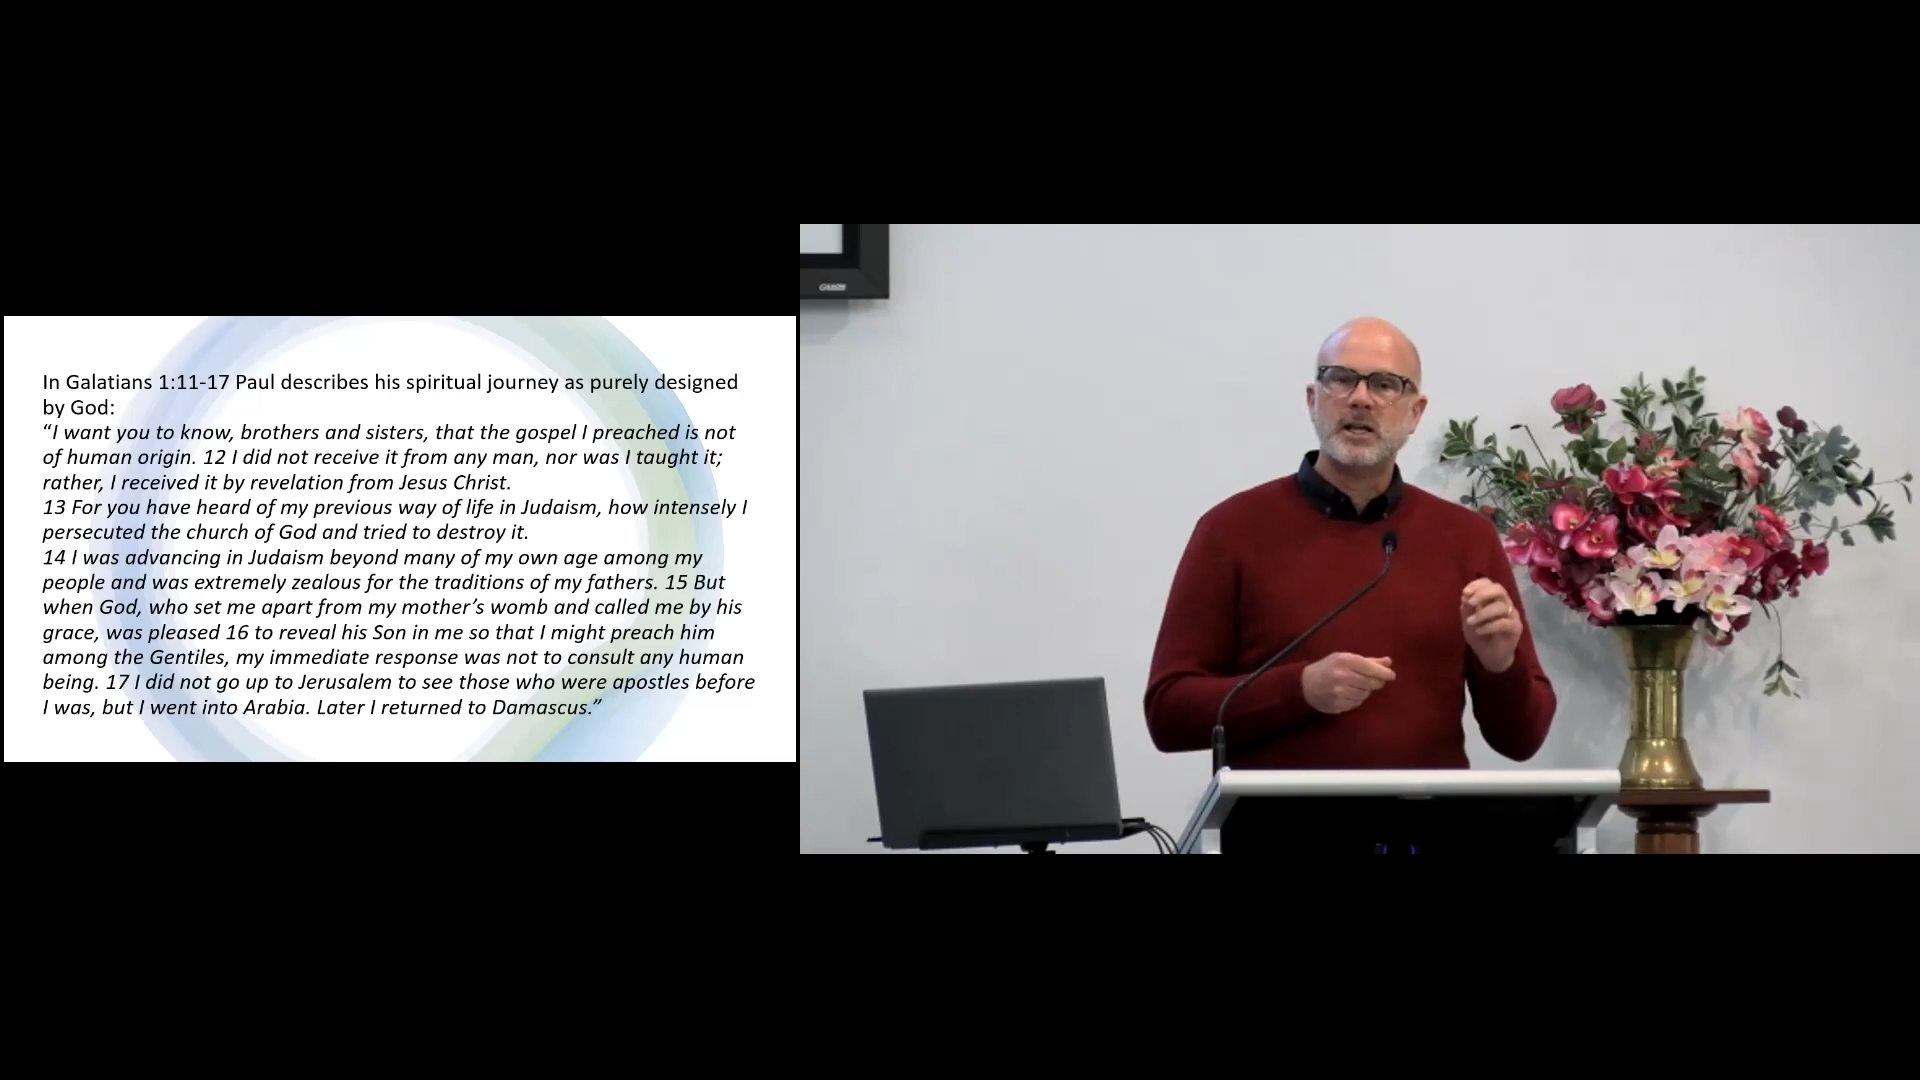 In Galatians 1:11-17 Paul describes his spiritual journey as purely designed
by God:
“I want you to know, brothers and sisters, that the gospel I preached is not
of human origin. 12 I did not receive it from any man, nor was I taught it;
rather, I received it by revelation from Jesus Christ.
13 For you have heard of my previous way of life in Judaism, how intensely I
persecuted the church of God and tried to destroy it.
14 I was advancing in Judaism beyond many of my own age among my
people and was extremely zealous for the traditions of my fathers. 15 But
when God, who set me apart from my mother’s womb and called me by his
grace, was pleased 16 to reveal his Son in me so that I might preach him
among the Gentiles, my immediate response was not to consult any human
being. 17 I did not go up to Jerusalem to see those who were apostles before
I was, but I went into Arabia. Later I returned to Damascus.”